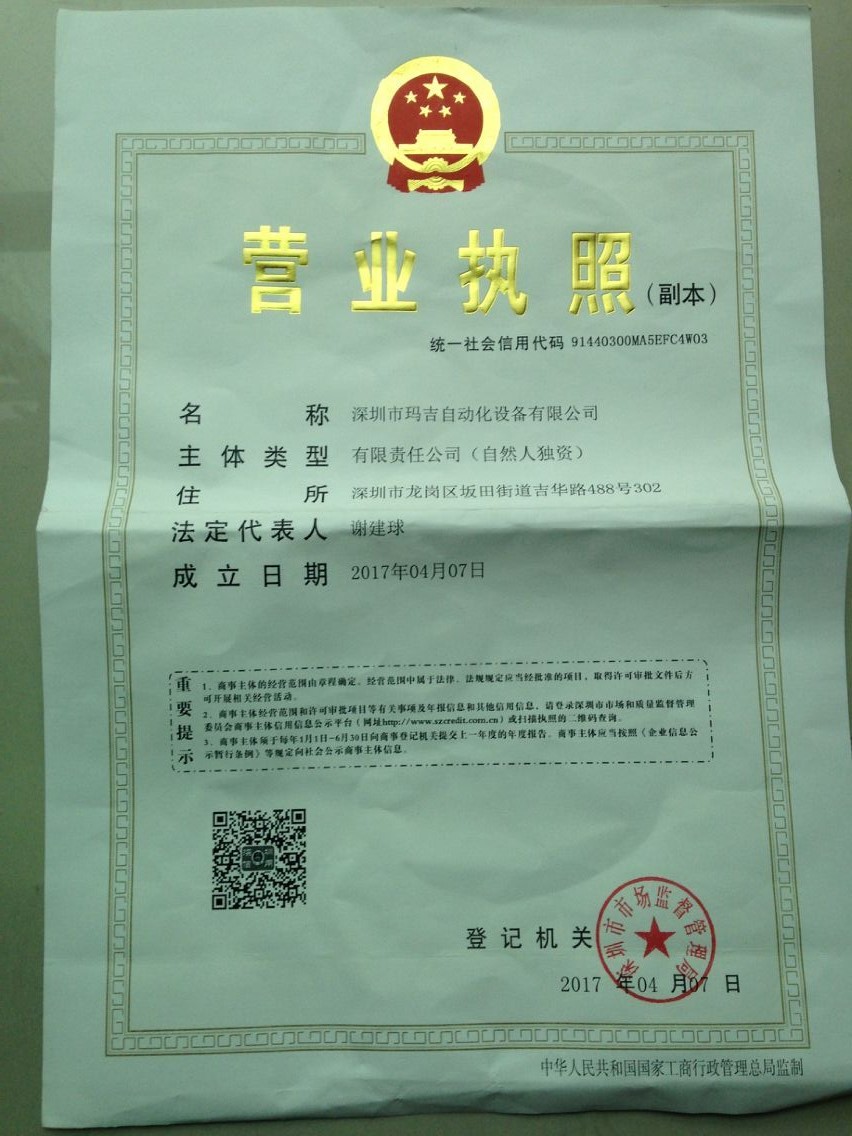 营业执照(副本)
统一社会信用代码 91440300MA5EFC4W03
名称 深圳市玛吉自动化设备有限公司
主体类型 有限责任公司（自然人独资）
住所 深圳市龙岗区坂田街道吉华路488号302
法定代表人 谢建球
成立日期 2017年04月07日
重要提示
1．商事主体的经营范围由章程确定。经营范围中属于法律、法规规定应当经批准的项目，取得许可审批文件后方
可开展相关经营活动。
2．商事主体经营范围和许可审批项目等有关事项及年报信息和其他信用信息，请登录深圳市市场和质量监督管理
委员会商事主体信用信息公示平台（网址http://www.szcredit.com.cn）或扫描执照的二维码查询。
3．商事主体须于每年1月1日-6月30日向商事登记机关提交上一年度的年度报告。商事主体应当按照《企业信息公
示暂行条例》等规定向社会公示商事主体信息。
登记机关
深圳市市场监督管理局
2017 年04 月07 日
中华人民共和国国家工商行政管理总局监制